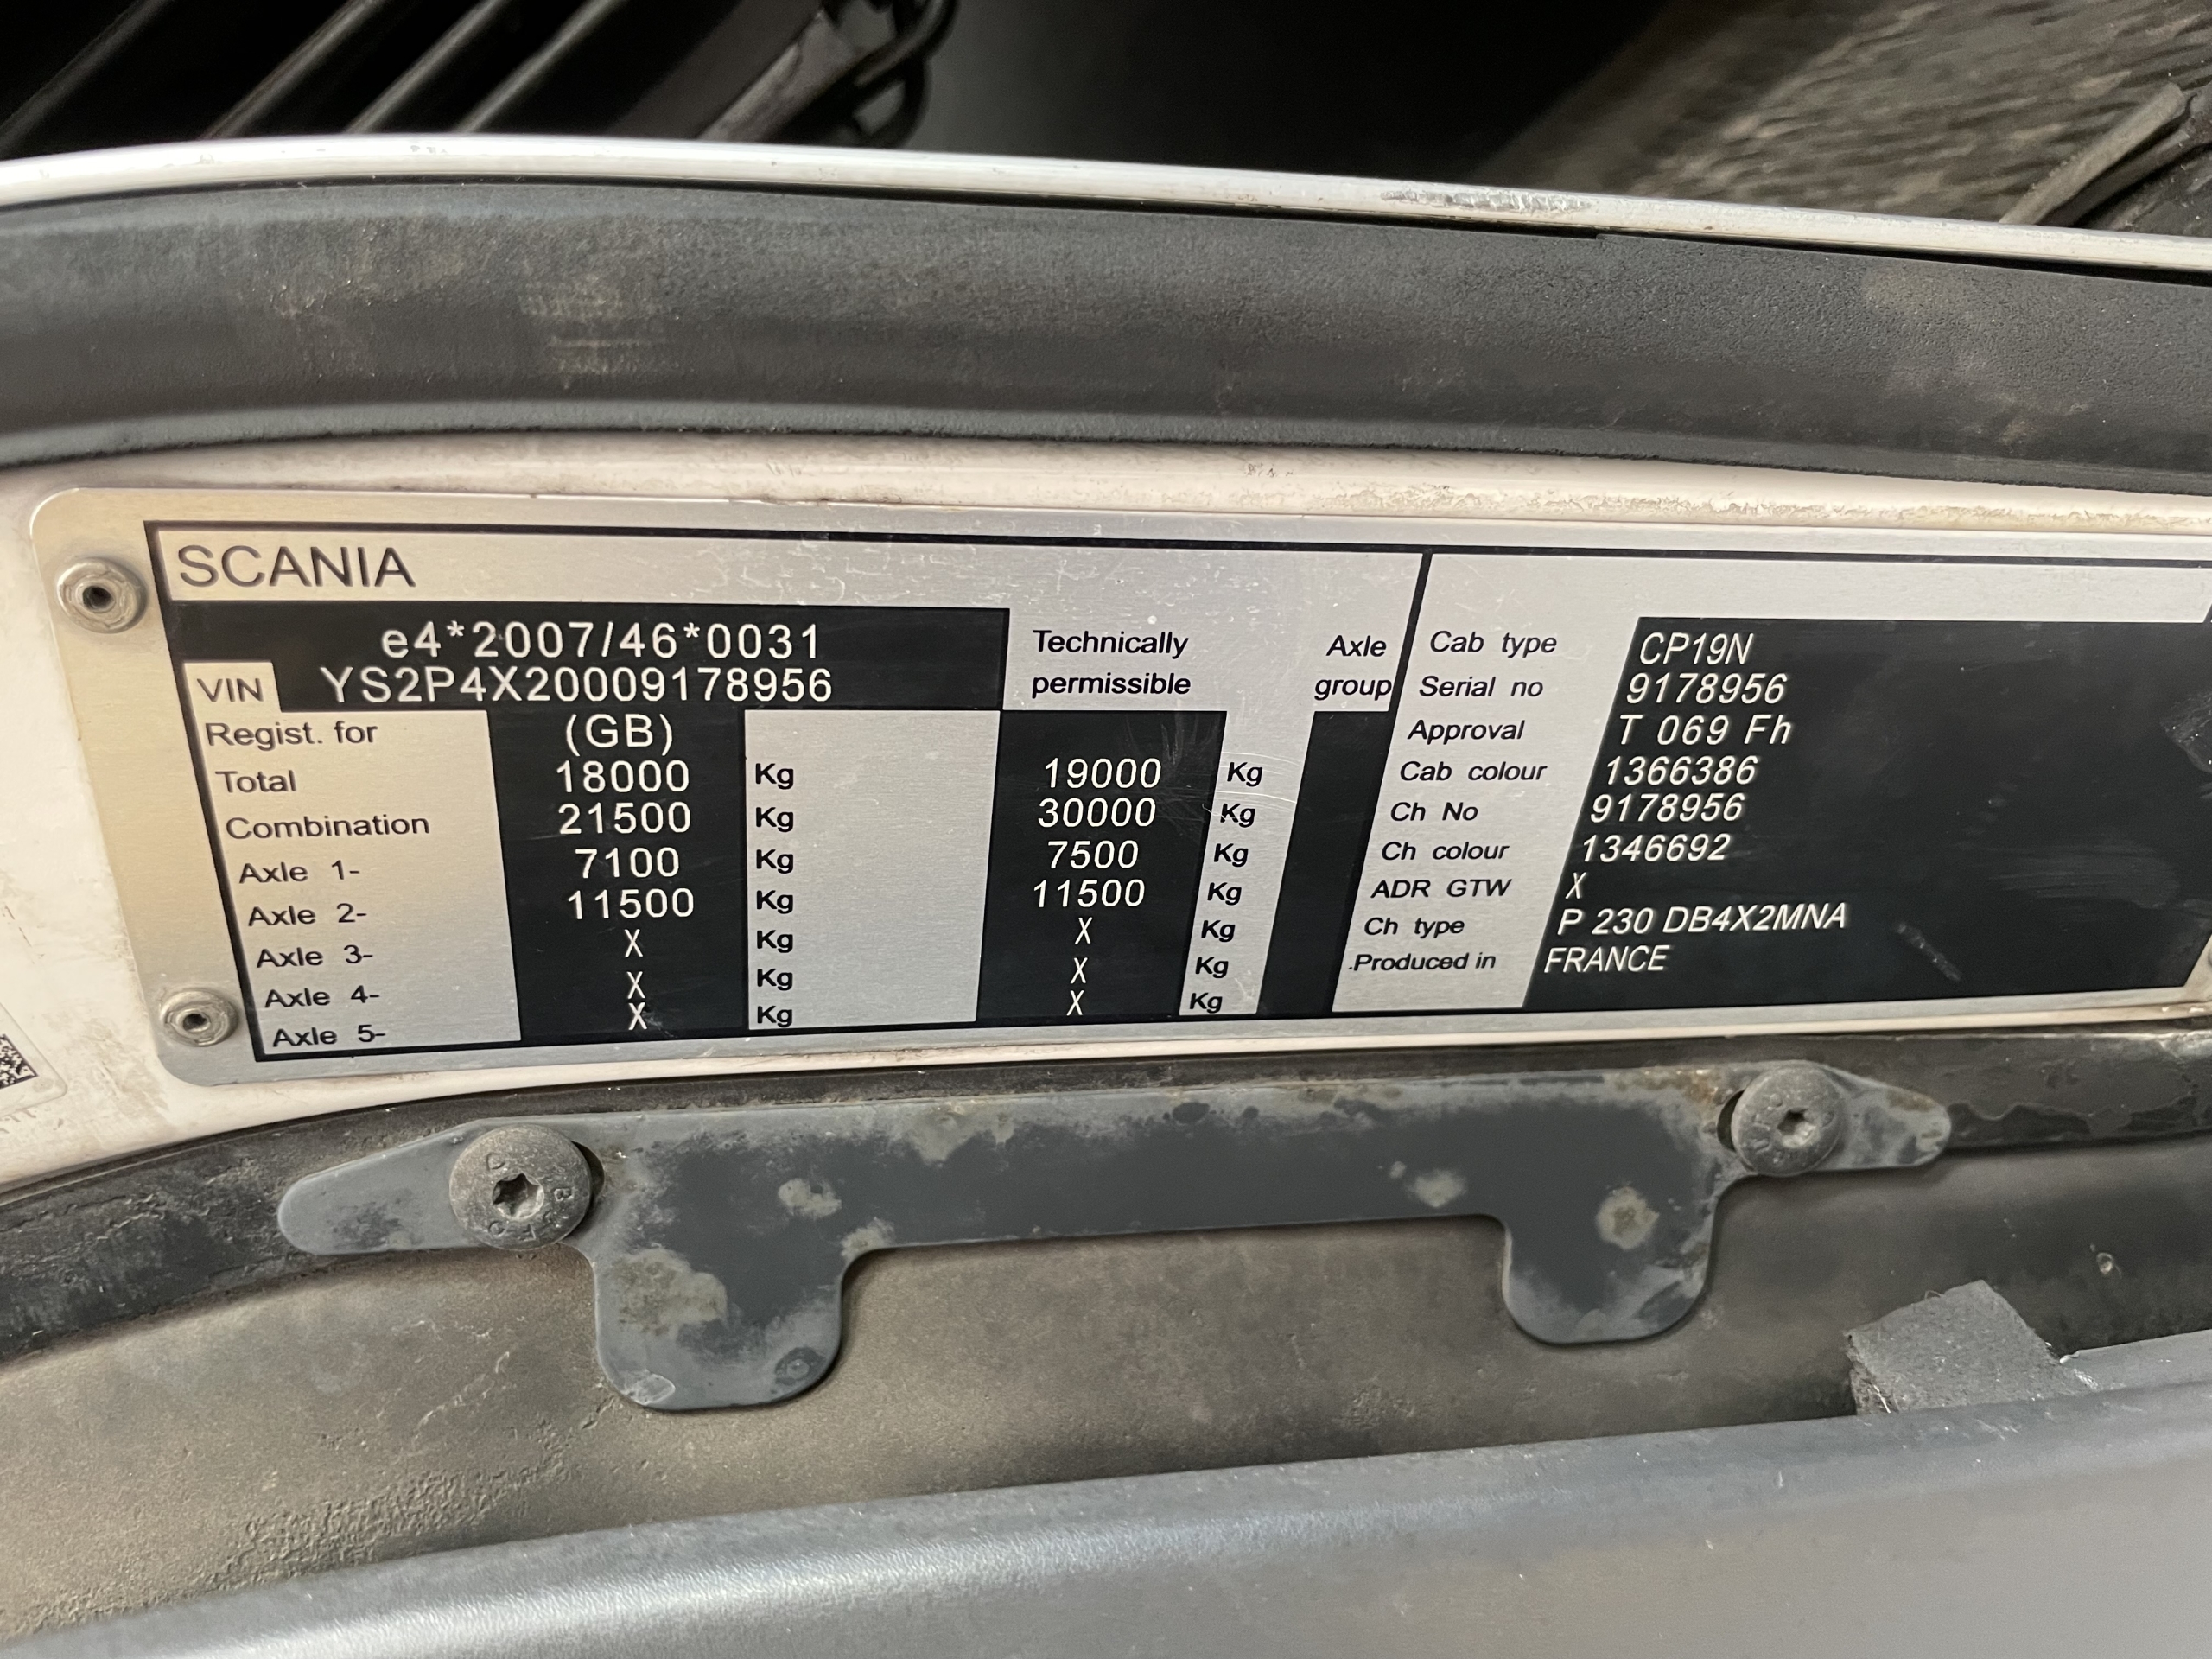 SCANIA
e4*2007/46*0031
VIN YS2P4X20009178956
Technically permissible
Axle group
Regist. for (GB)
Total 18000 Kg 19000 Kg
Combination 21500 Kg 30000 Kg
Axle 1- 7100 Kg 7500 Kg
Axle 2- 11500 Kg 11500 Kg
Axle 3- X Kg X Kg
Axle 4- X Kg X Kg
Axle 5- X Kg X Kg
Cab type CP19N
Serial no 9178956
Approval T 069 Fh
Cab colour 1366386
Ch No 9178956
Ch colour 1346692
ADR GTW X
Ch type P 230 DB4X2MNA
.Produced in FRANCE